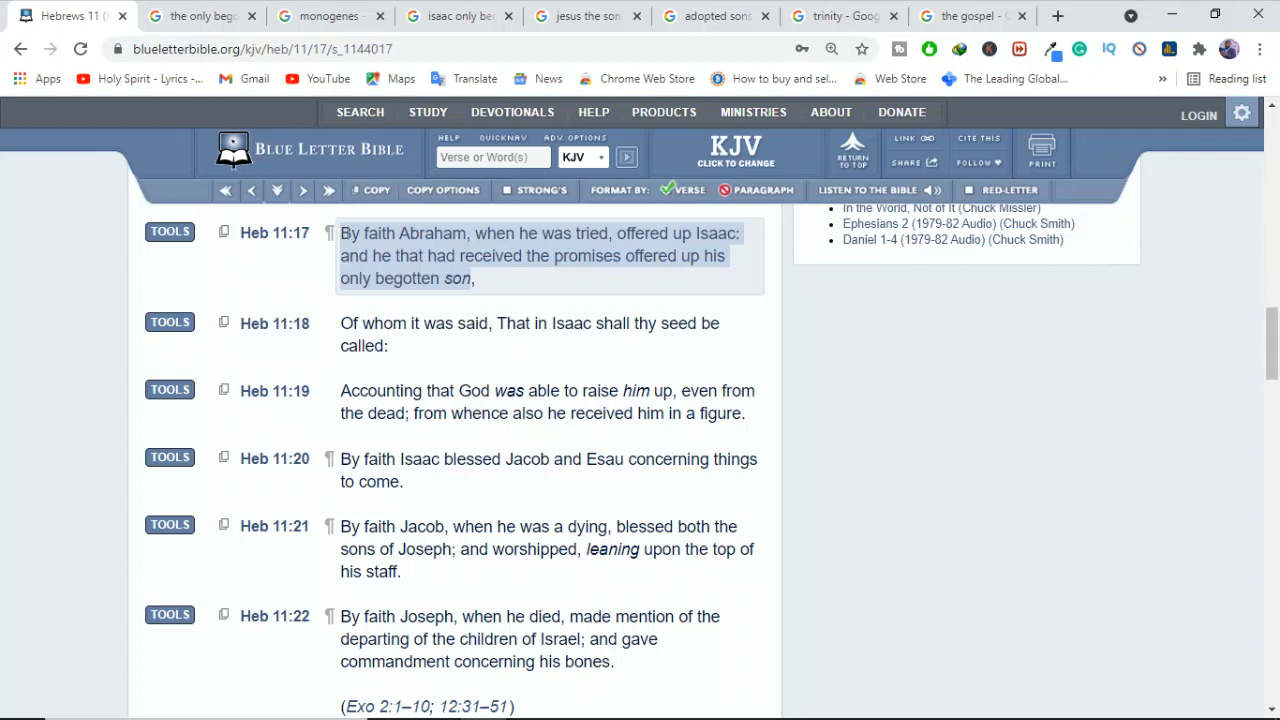 Hebrews 11 (
the only bego
monogenes -
isaac only be
jesus the son
adopted sons
trinity - Goog
the gospel - C
blueletterbible.org/kjv/heb/11/17/s_1144017
Apps
Holy Spirit - Lyrics -...
Gmail
YouTube
Maps
Translate
News
Chrome Web Store
How to buy and sel...
Web Store
The Leading Global...
»
Reading list
SEARCH STUDY DEVOTIONALS HELP PRODUCTS MINISTRIES ABOUT DONATE
LOGIN
BLUE LETTER BIBLE
HELP QUICKNAV ADV. OPTIONS
Verse or Word(s)
KJV
KJV
CLICK TO CHANGE
RETURN
TO TOP
LINK
SHARE
CITE THIS
FOLLOW
PRINT
COPY COPY OPTIONS STRONG'S FORMAT BY: VERSE PARAGRAPH LISTEN TO THE BIBLE RED-LETTER
In the World, Not of It (Chuck Missler)
Ephesians 2 (1979-82 Audio) (Chuck Smith)
Daniel 1-4 (1979-82 Audio) (Chuck Smith)
TOOLS Heb 11:17 ¶ By faith Abraham, when he was tried, offered up Isaac:
and he that had received the promises offered up his
only begotten son,
TOOLS Heb 11:18 Of whom it was said, That in Isaac shall thy seed be
called:
TOOLS Heb 11:19 Accounting that God was able to raise him up, even from
the dead; from whence also he received him in a figure.
TOOLS Heb 11:20 ¶ By faith Isaac blessed Jacob and Esau concerning things
to come.
TOOLS Heb 11:21 ¶ By faith Jacob, when he was a dying, blessed both the
sons of Joseph; and worshipped, leaning upon the top of
his staff.
TOOLS Heb 11:22 ¶ By faith Joseph, when he died, made mention of the
departing of the children of Israel; and gave
commandment concerning his bones.
(Exo 2:1–10; 12:31–51)